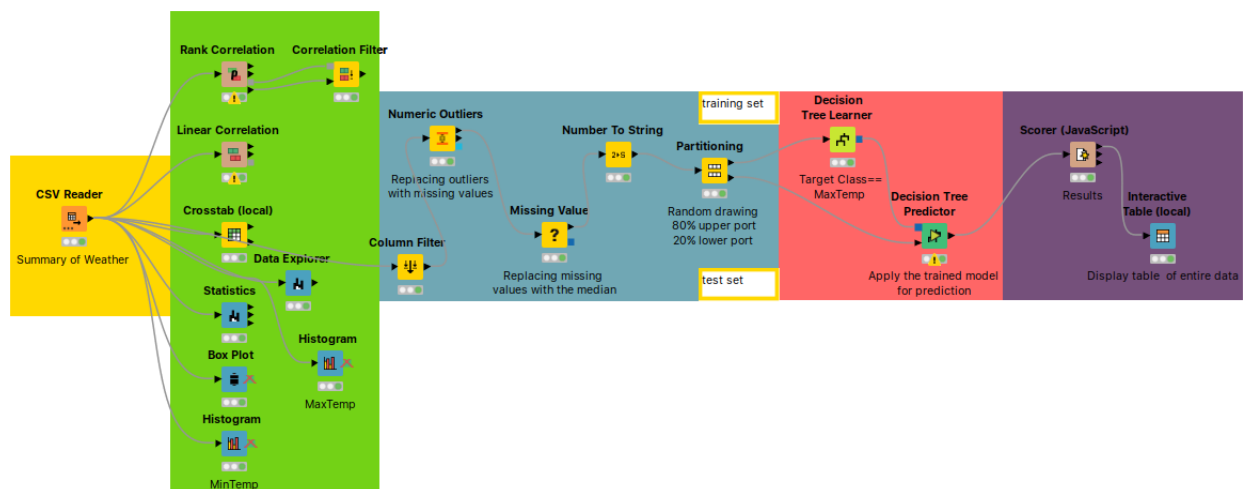 CSV Reader
Summary of Weather
Rank Correlation
Correlation Filter
Linear Correlation
Crosstab (local)
Data Explorer
Statistics
Box Plot
Histogram
MinTemp
Histogram
MaxTemp
Column Filter
Numeric Outliers
Replacing outliers
with missing values
Missing Value
?
Replacing missing
values with the median
Number To String
2▸S
Partitioning
Random drawing
80% upper port
20% lower port
training set
test set
Decision
Tree Learner
Target Class==
MaxTemp
Decision Tree
Predictor
Apply the trained model
for prediction
Scorer (JavaScript)
Results
Interactive
Table (local)
Display table of entire data